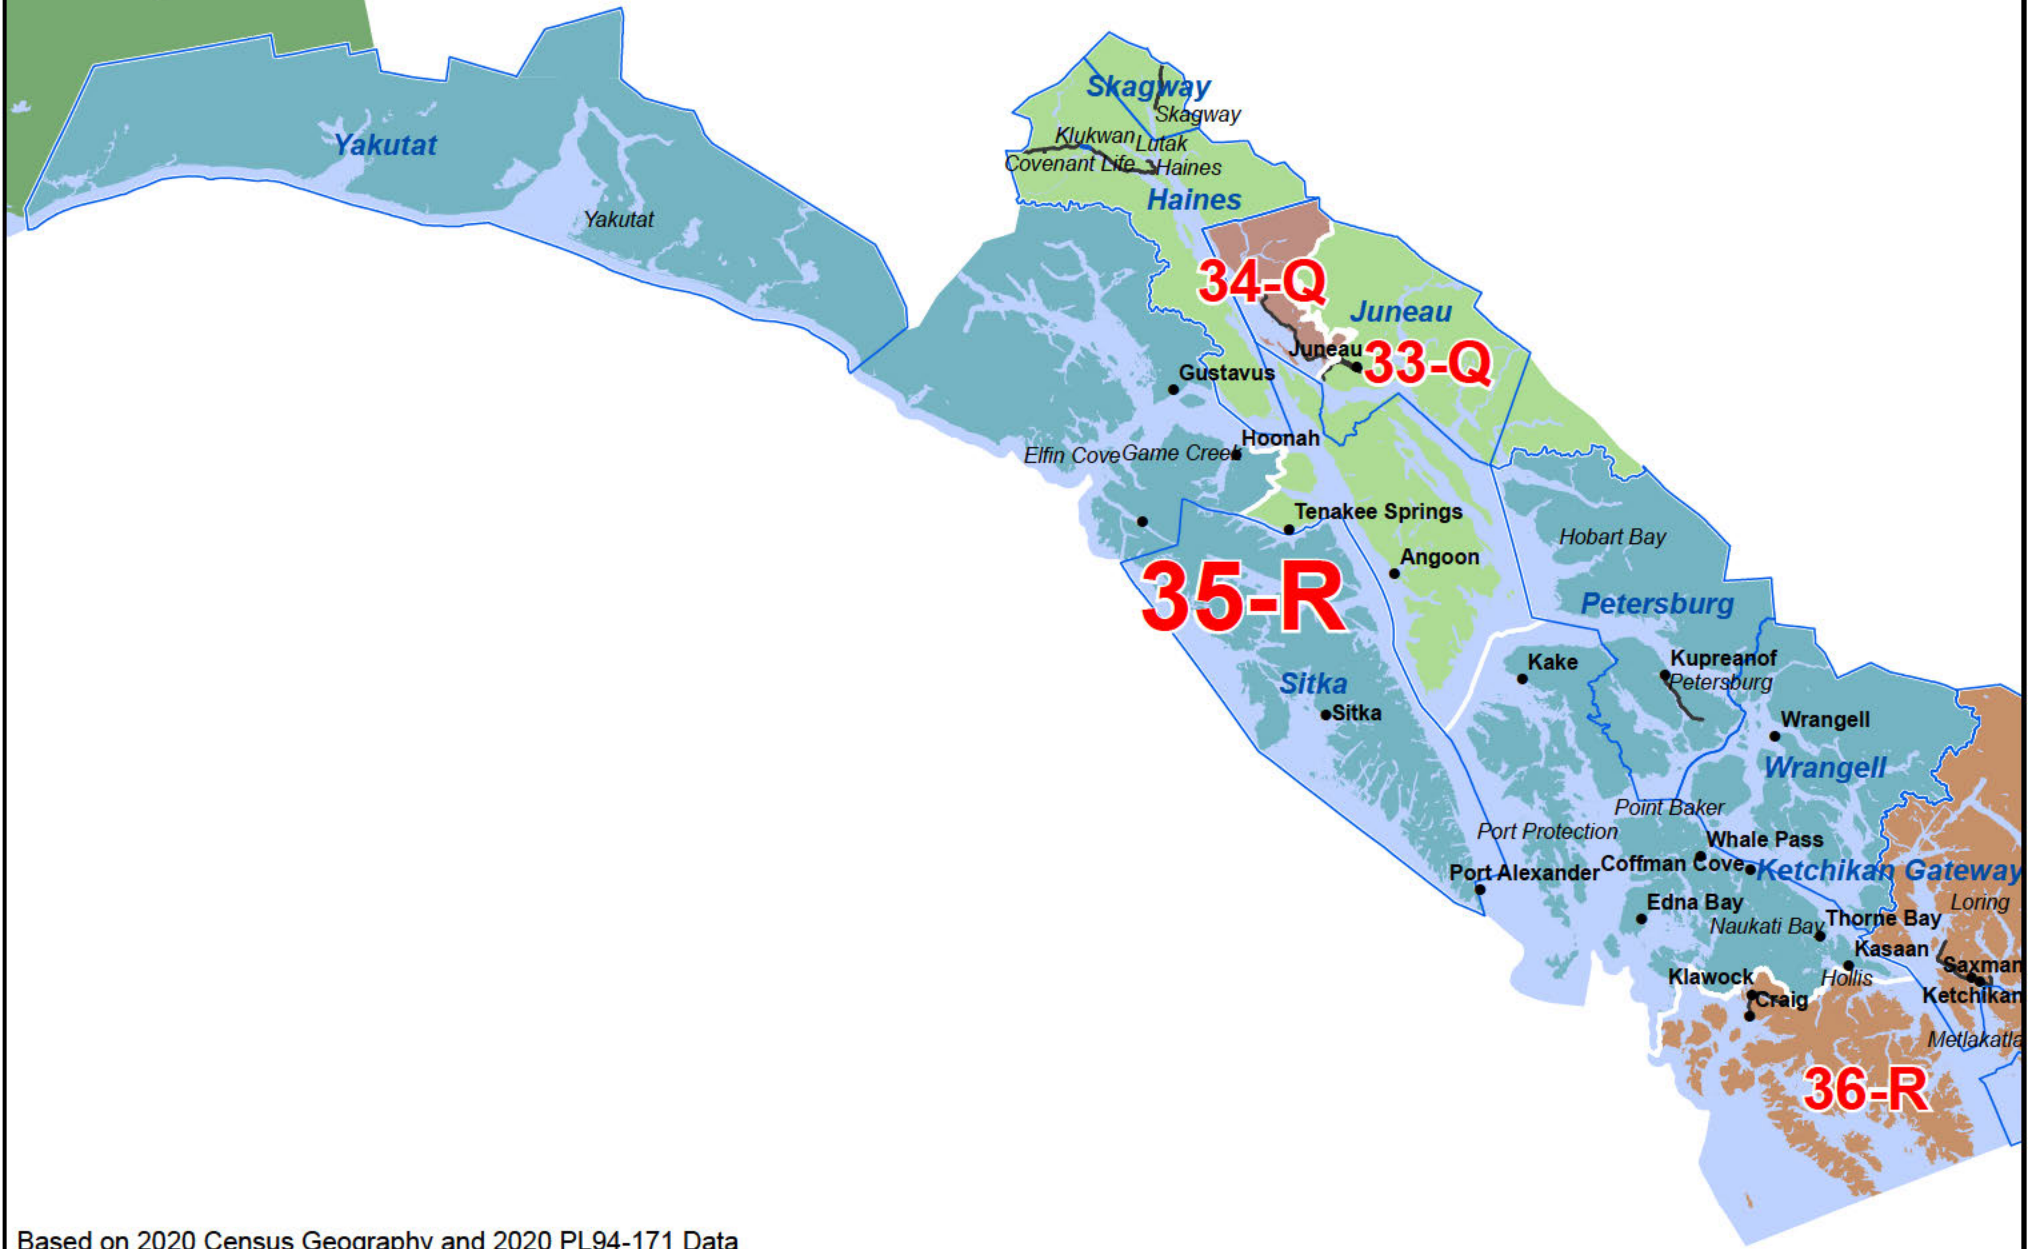 Skagway
Skagway
Klukwan
Lutak
Covenant Life
Haines
Haines
Yakutat
Yakutat
34-Q
Juneau
Juneau
33-Q
Gustavus
Hoonah
Elfin Cove
Game Creek
Tenakee Springs
Hobart Bay
Angoon
35-R
Petersburg
Kake
Kupreanof
Petersburg
Sitka
Sitka
Wrangell
Wrangell
Point Baker
Port Protection
Whale Pass
Coffman Cove
Ketchikan Gateway
Port Alexander
Edna Bay
Loring
Naukati Bay
Thorne Bay
Kasaan
Saxman
Klawock
Hollis
Craig
Ketchikan
Metlakatla
36-R
Based on 2020 Census Geography and 2020 PL94-171 Data